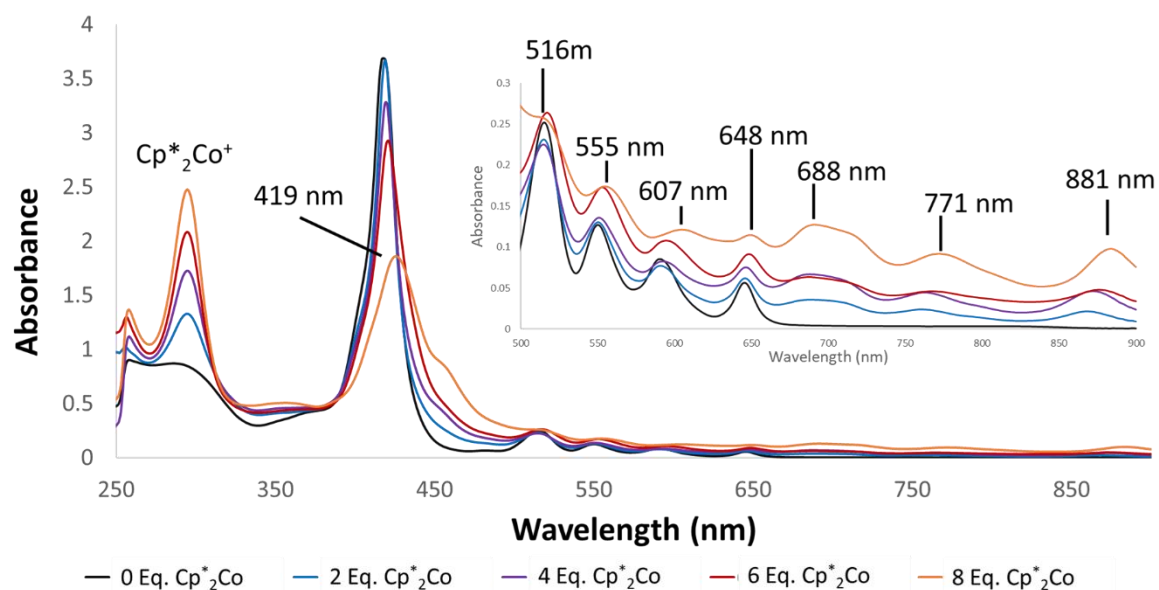 4
3.5
3
2.5
2
1.5
1
0.5
0
Absorbance
250
350
450
550
650
750
850
Wavelength (nm)
Cp*₂Co⁺
419 nm
516m
555 nm
607 nm
648 nm
688 nm
771 nm
881 nm
0.3
0.25
0.2
0.15
0.1
0.05
0
Absorbance
500
550
600
650
700
750
800
850
900
Wavelength (nm)
0 Eq. Cp*₂Co
2 Eq. Cp*₂Co
4 Eq. Cp*₂Co
6 Eq. Cp*₂Co
8 Eq. Cp*₂Co